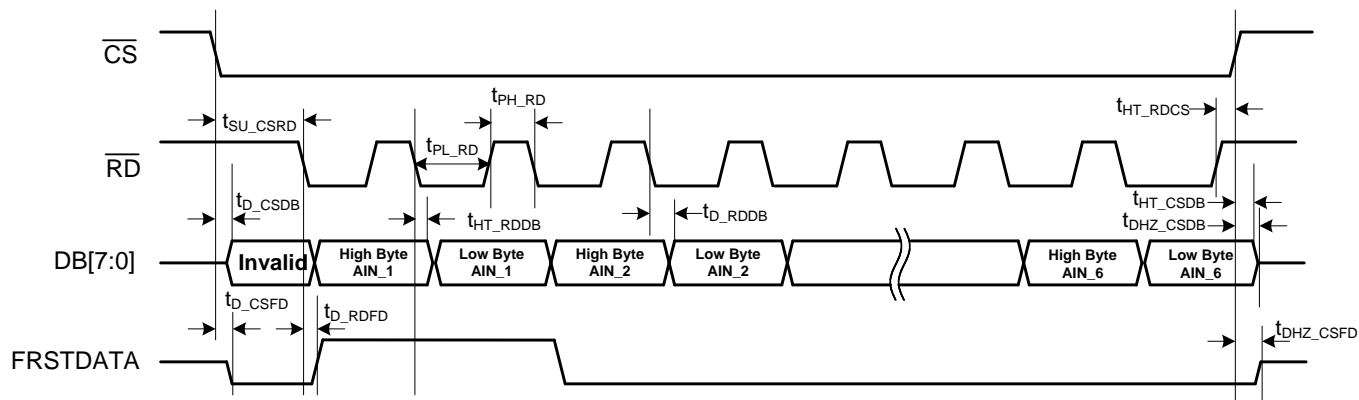 CS
tPH_RD
tHT_RDCS
tSU_CSRD
tPL_RD
RD
tD_CSDB
tHT_RDDB
tD_RDDB
tHT_CSDB
tDHZ_CSDB
DB[7:0]
Invalid
High Byte
AIN_1
Low Byte
AIN_1
High Byte
AIN_2
Low Byte
AIN_2
High Byte
AIN_6
Low Byte
AIN_6
tD_CSFD
tD_RDFD
tDHZ_CSFD
FRSTDATA